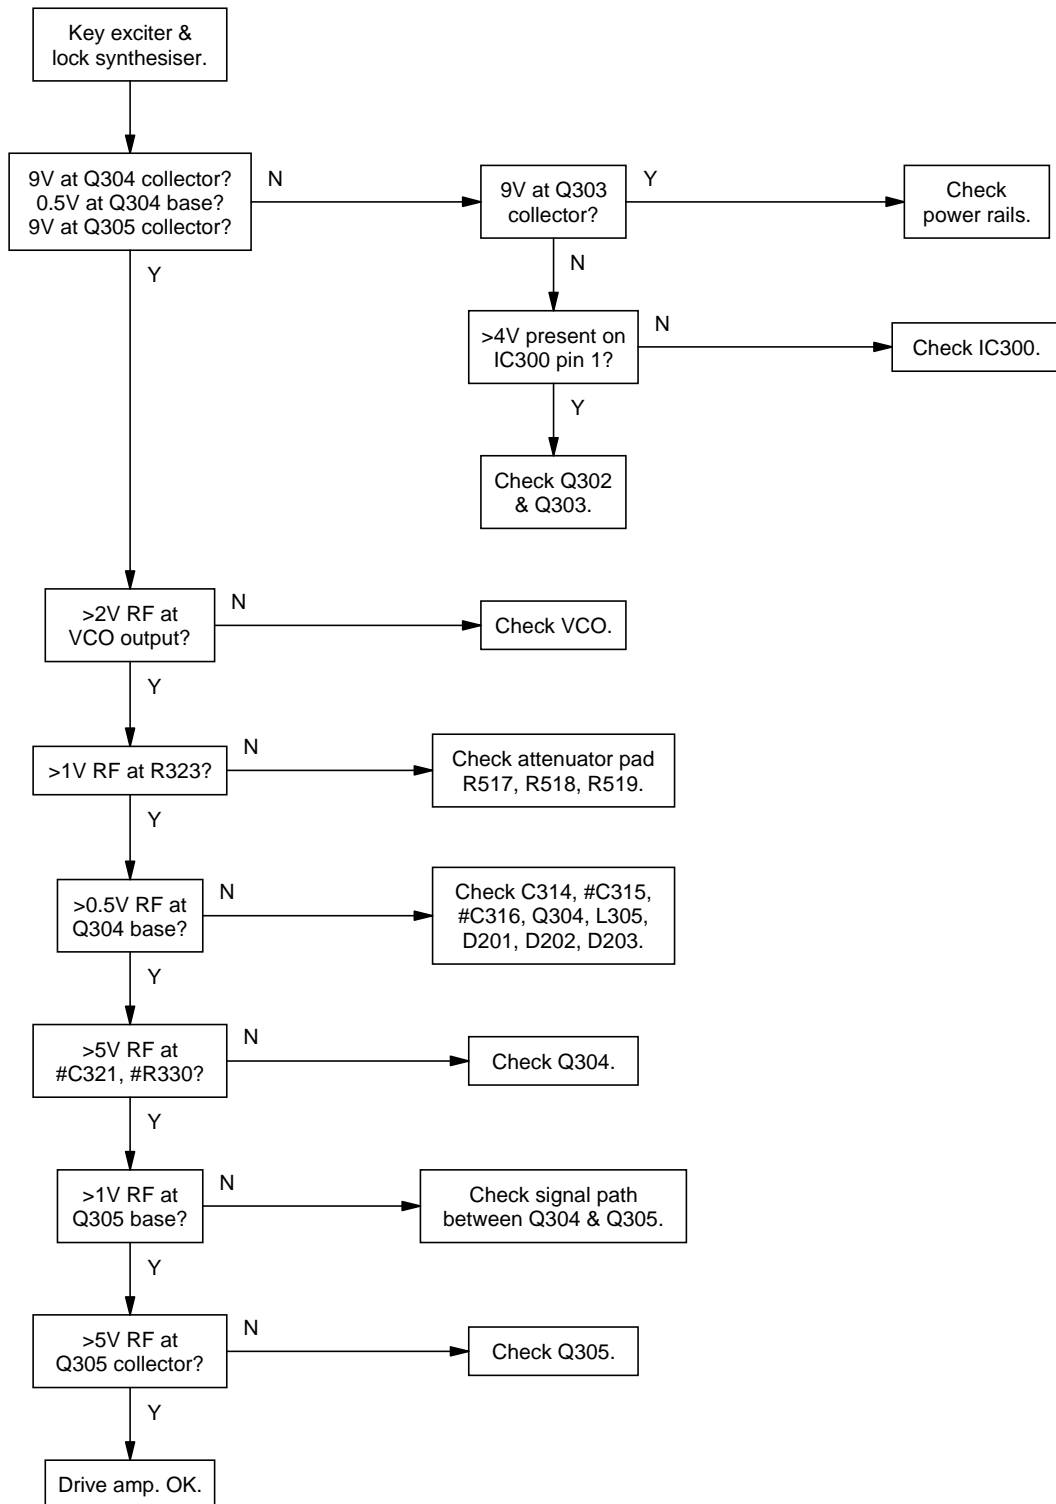 Key exciter &
lock synthesiser.
9V at Q304 collector?
0.5V at Q304 base?
9V at Q305 collector?
N
9V at Q303
collector?
Y
Check
power rails.
Y
N
>4V present on
IC300 pin 1?
N
Check IC300.
Y
Check Q302
& Q303.
>2V RF at
VCO output?
N
Check VCO.
Y
>1V RF at R323?
N
Check attenuator pad
R517, R518, R519.
Y
>0.5V RF at
Q304 base?
N
Check C314, #C315,
#C316, Q304, L305,
D201, D202, D203.
Y
>5V RF at
#C321, #R330?
N
Check Q304.
Y
>1V RF at
Q305 base?
N
Check signal path
between Q304 & Q305.
Y
>5V RF at
Q305 collector?
N
Check Q305.
Y
Drive amp. OK.